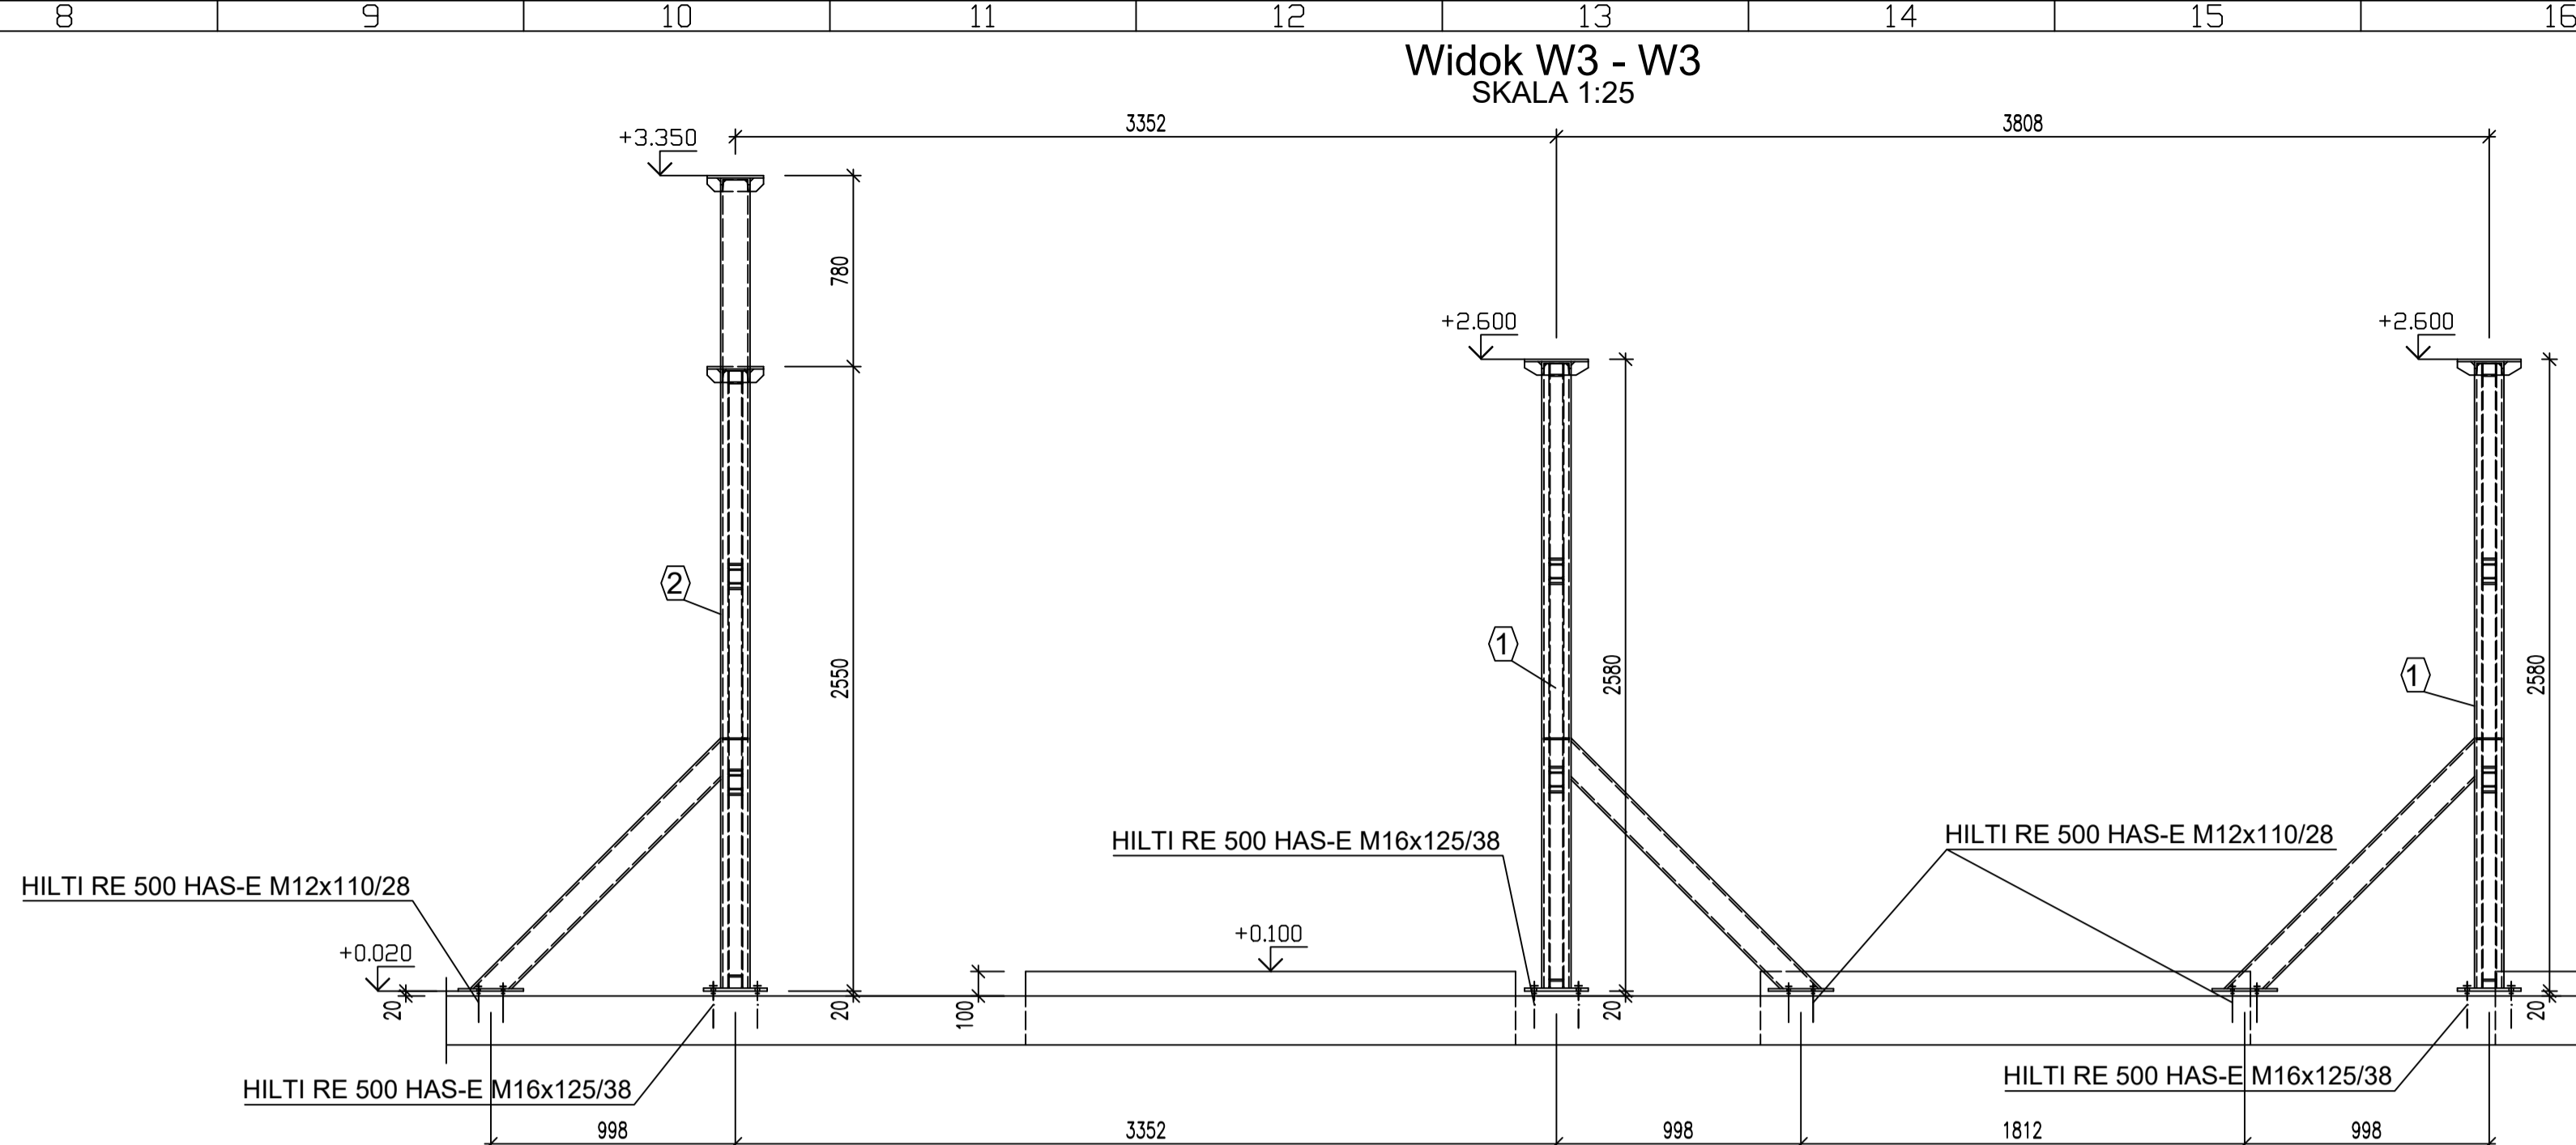 8 9 10 11 12 13 14 15 16
Widok W3 - W3
SKALA 1:25
3352 3808
+3.350
780
+2.600 +2.600
2
1
1
2550
2580
2580
HILTI RE 500 HAS-E M16x125/38
HILTI RE 500 HAS-E M12x110/28
HILTI RE 500 HAS-E M12x110/28
+0.020
+0.100
20
20
100
20
20
HILTI RE 500 HAS-E M16x125/38
HILTI RE 500 HAS-E M16x125/38
998 3352 998 1812 998